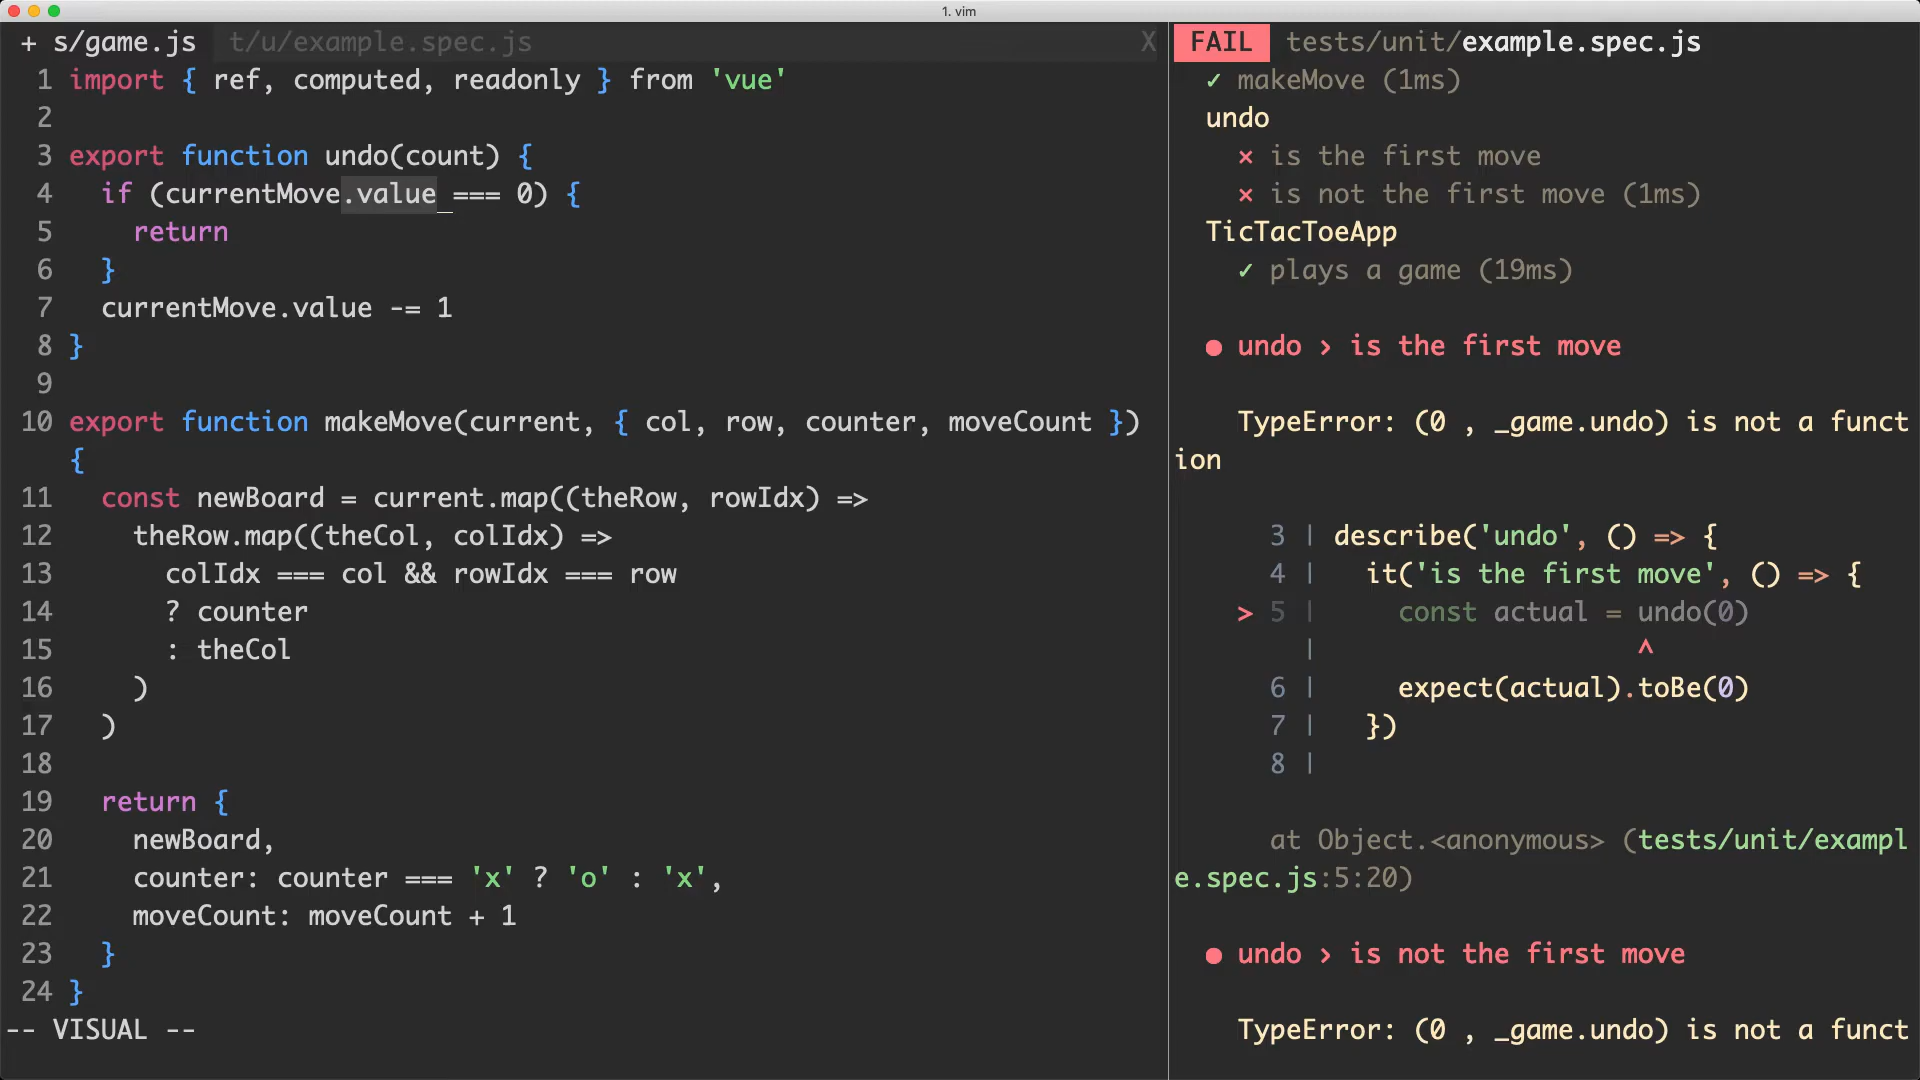 1. vim
+ s/game.js t/u/example.spec.js X
1 import { ref, computed, readonly } from 'vue'
2
3 export function undo(count) {
4 if (currentMove.value_=== 0) {
5 return
6 }
7 currentMove.value -= 1
8 }
9
10 export function makeMove(current, { col, row, counter, moveCount })
{
11 const newBoard = current.map((theRow, rowIdx) =>
12 theRow.map((theCol, colIdx) =>
13 colIdx === col && rowIdx === row
14 ? counter
15 : theCol
16 )
17 )
18
19 return {
20 newBoard,
21 counter: counter === 'x' ? 'o' : 'x',
22 moveCount: moveCount + 1
23 }
24 }
-- VISUAL --
FAIL tests/unit/example.spec.js
✓ makeMove (1ms)
undo
✕ is the first move
✕ is not the first move (1ms)
TicTacToeApp
✓ plays a game (19ms)
● undo › is the first move
TypeError: (0 , _game.undo) is not a funct
ion
3 | describe('undo', () => {
4 | it('is the first move', () => {
> 5 | const actual = undo(0)
| ^
6 | expect(actual).toBe(0)
7 | })
8 |
at Object.<anonymous> (tests/unit/exampl
e.spec.js:5:20)
● undo › is not the first move
TypeError: (0 , _game.undo) is not a funct